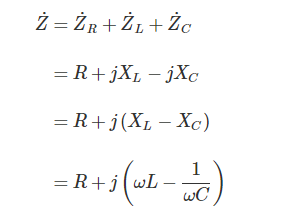 Ż = Ż_R + Ż_L + Ż_C
= R + jX_L − jX_C
= R + j(X_L − X_C)
= R + j(ωL − 1/(ωC))